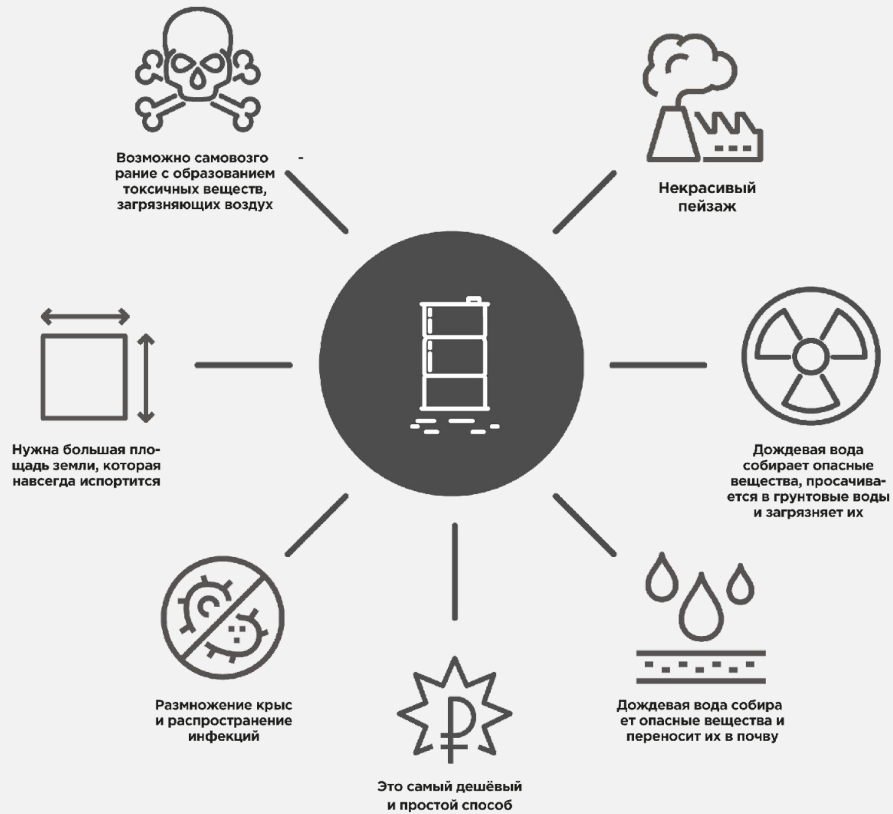 Возможно самовозго -
рание с образованием
токсичных веществ,
загрязняющих воздух
Некрасивый
пейзаж
Нужна большая пло-
щадь земли, которая
навсегда испортится
Дождевая вода
собирает опасные
вещества, просачива-
ется в грунтовые воды
и загрязняет их
Размножение крыс
и распространение
инфекций
Дождевая вода собира
ет опасные вещества и
переносит их в почву
Это самый дешёвый
и простой способ